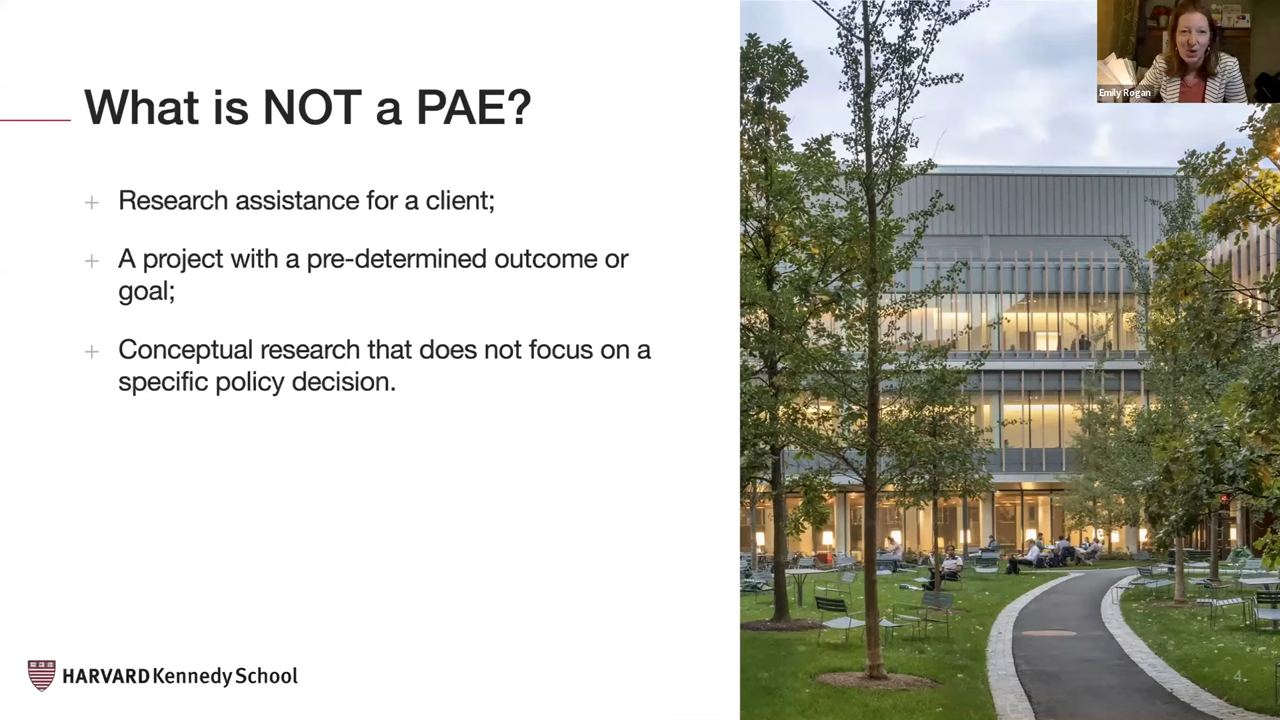 What is NOT a PAE?
+ Research assistance for a client;
+ A project with a pre-determined outcome or
goal;
+ Conceptual research that does not focus on a
specific policy decision.
HARVARD Kennedy School
Emily Rogan
4